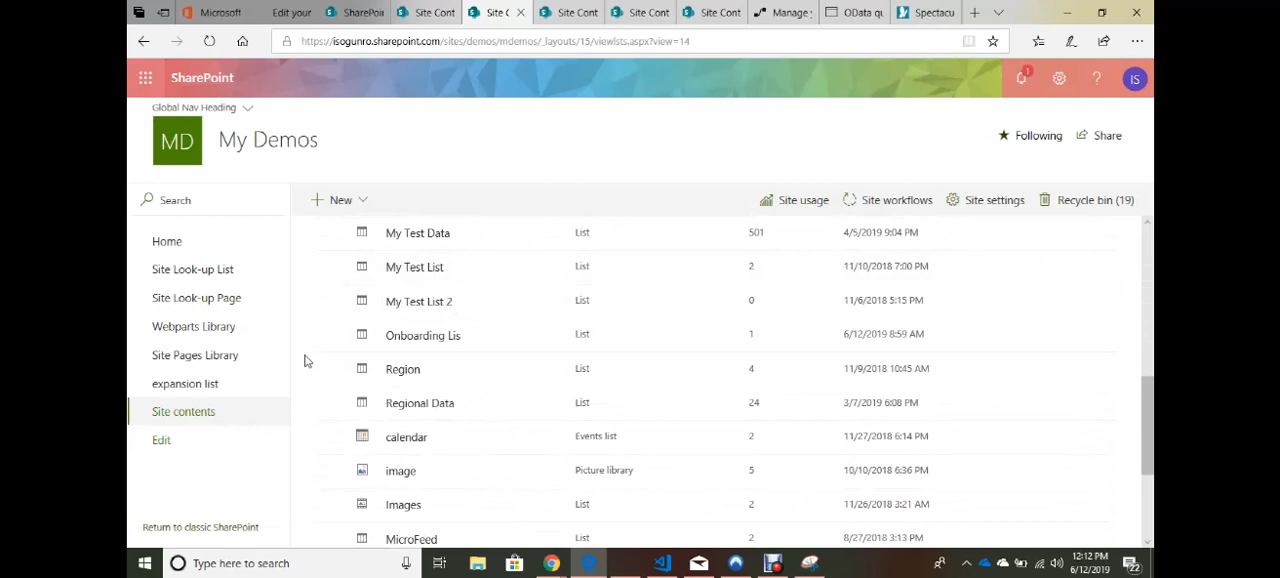 Microsoft Edit your SharePoi Site Cont Site C Site Cont Site Cont Site Cont Manage OData qu Spectacu
https://isogunro.sharepoint.com/sites/demos/mdemos/_layouts/15/viewlsts.aspx?view=14
SharePoint
1
?
IS
Global Nav Heading
MD My Demos
Following Share
Search
New Site usage Site workflows Site settings Recycle bin (19)
Home
Site Look-up List
Site Look-up Page
Webparts Library
Site Pages Library
expansion list
Site contents
Edit
Return to classic SharePoint
My Test Data List 501 4/5/2019 9:04 PM
My Test List List 2 11/10/2018 7:00 PM
My Test List 2 List 0 11/6/2018 5:15 PM
Onboarding Lis List 1 6/12/2019 8:59 AM
Region List 4 11/9/2018 10:45 AM
Regional Data List 24 3/7/2019 6:08 PM
calendar Events list 2 11/27/2018 6:14 PM
image Picture library 5 10/10/2018 6:36 PM
Images List 2 11/26/2018 3:21 AM
MicroFeed List 2 8/27/2018 3:13 PM
Type here to search
12:12 PM
6/12/2019
22